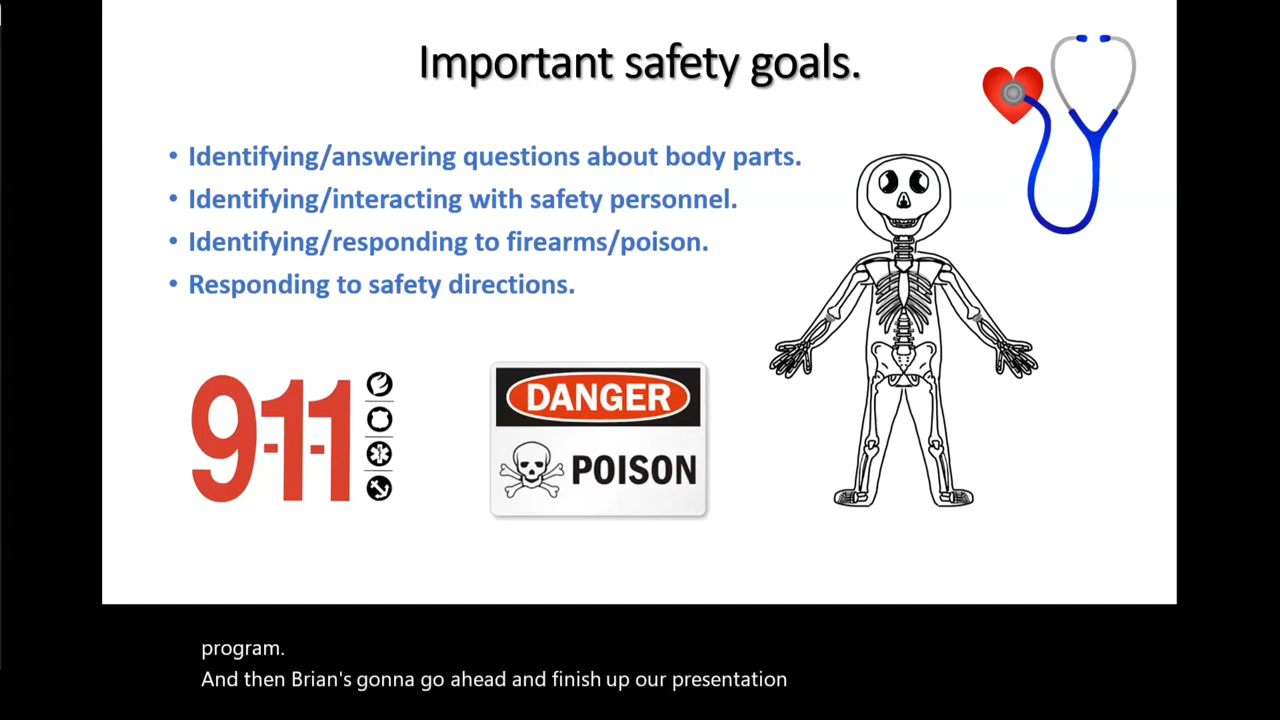 Important safety goals.
• Identifying/answering questions about body parts.
• Identifying/interacting with safety personnel.
• Identifying/responding to firearms/poison.
• Responding to safety directions.
9-1-1
DANGER
POISON
program.
And then Brian's gonna go ahead and finish up our presentation